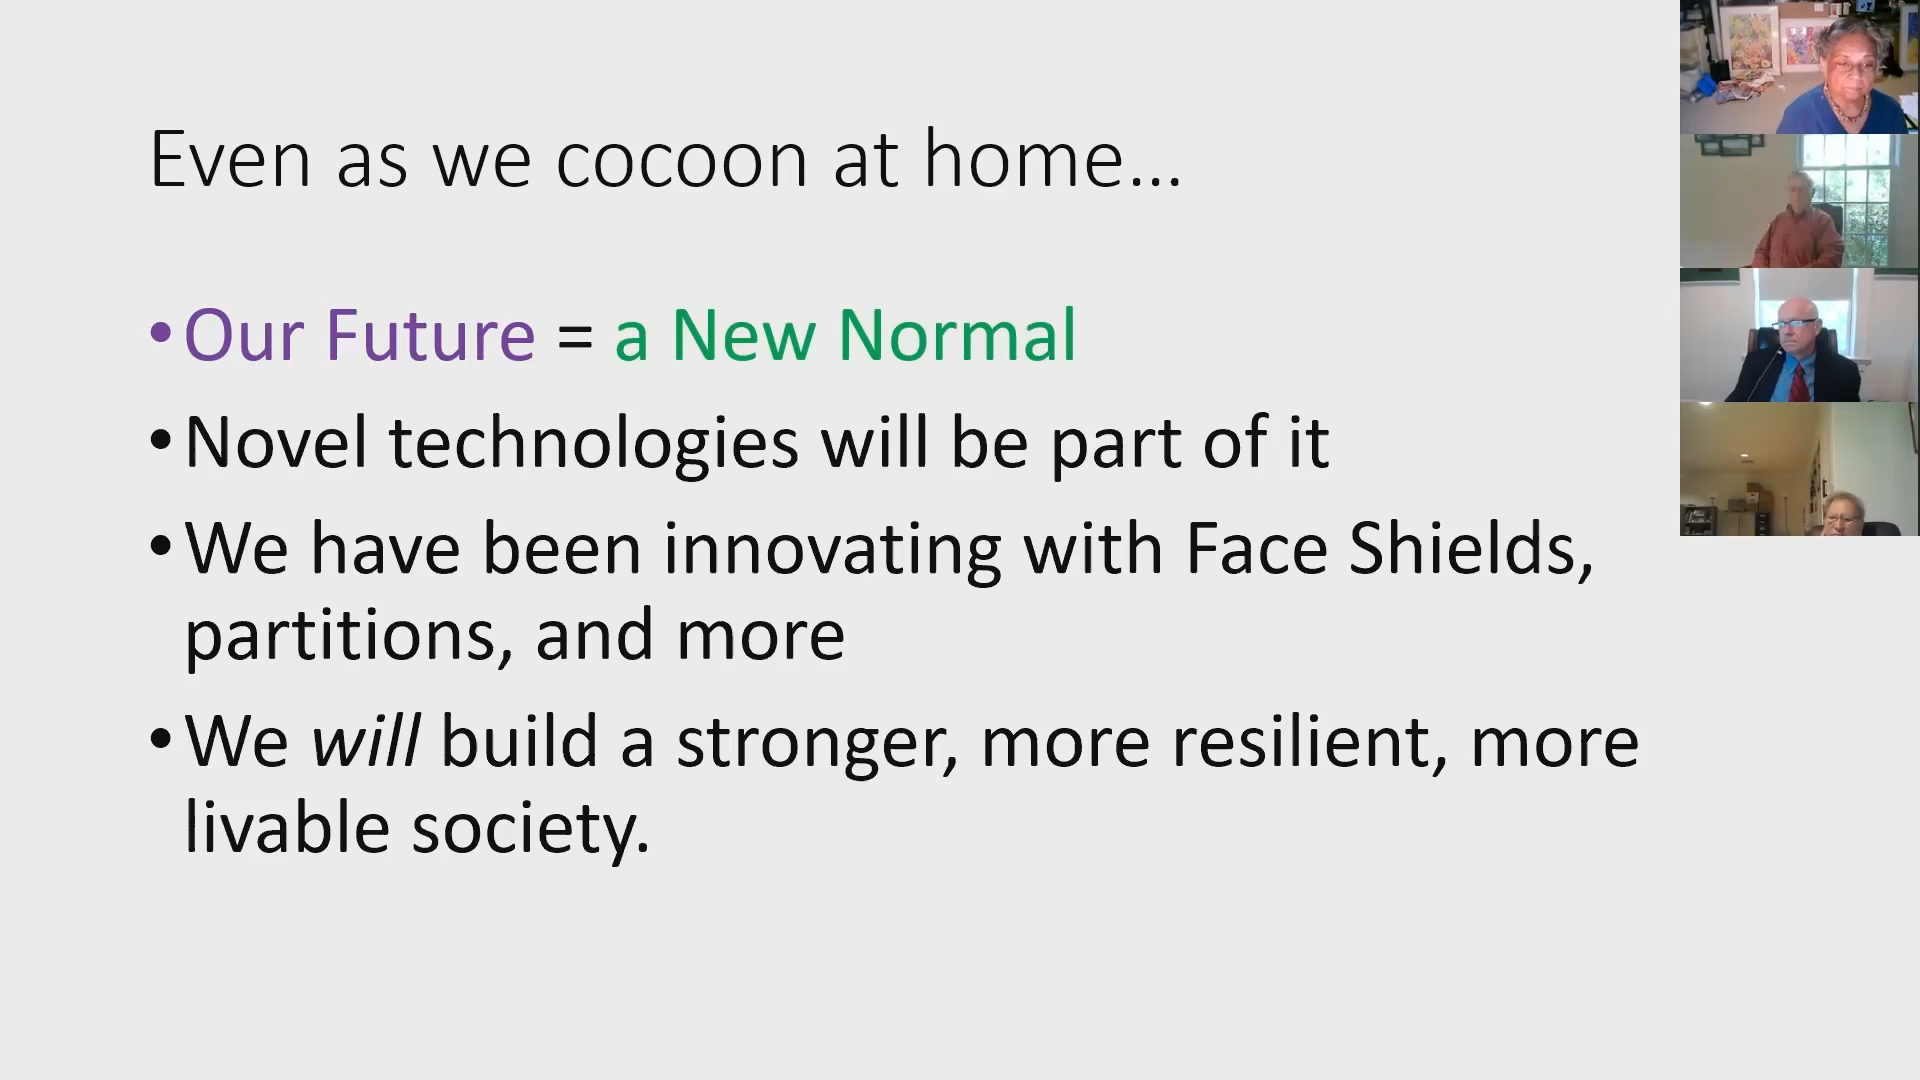 Even as we cocoon at home...
• Our Future = a New Normal
• Novel technologies will be part of it
• We have been innovating with Face Shields,
partitions, and more
• We will build a stronger, more resilient, more
livable society.